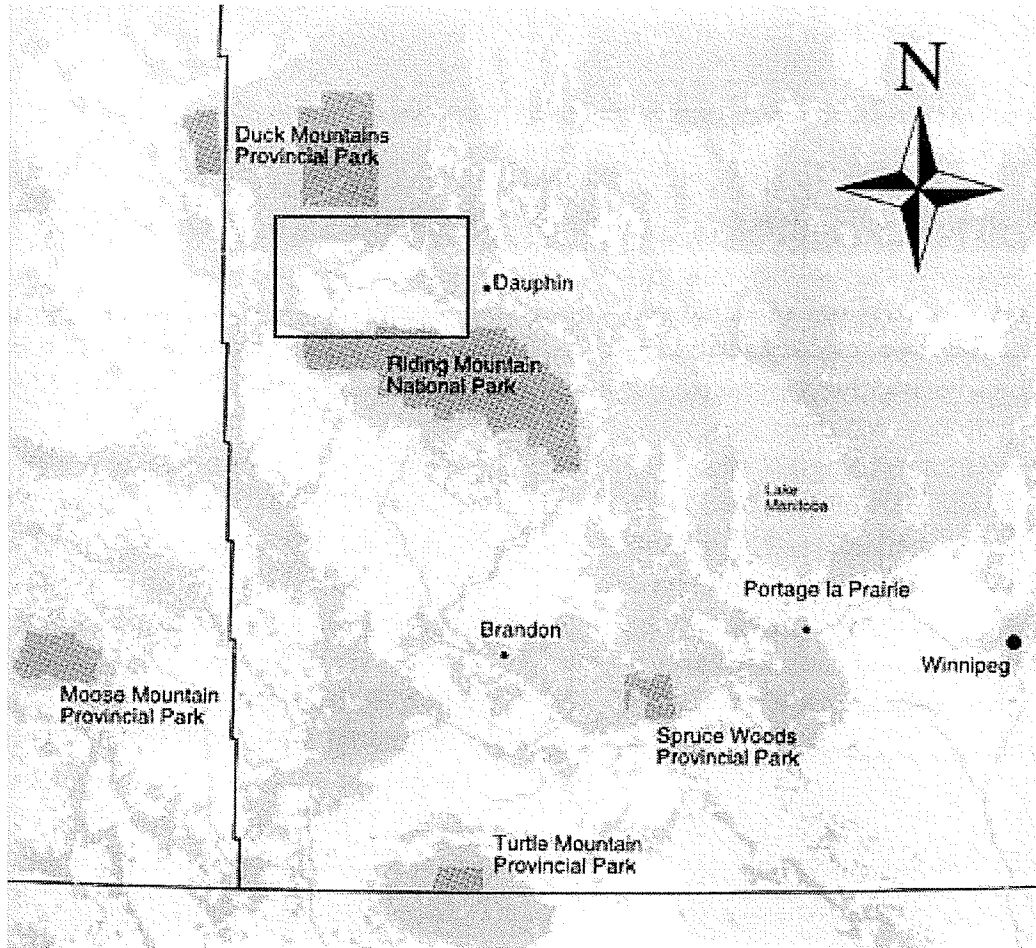 N
Duck Mountains
Provincial Park
Dauphin
Riding Mountain
National Park
Lake
Manitoba
Portage la Prairie
Brandon
Winnipeg
Moose Mountain
Provincial Park
Spruce Woods
Provincial Park
Turtle Mountain
Provincial Park